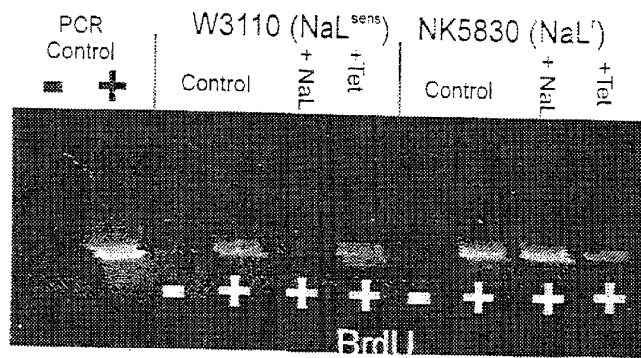 PCR Control W3110 (NaL^sens) NK5830 (NaL^r)
- + Control + NaL + Tet Control + NaL + Tet
- + + + - + + +
BrdU